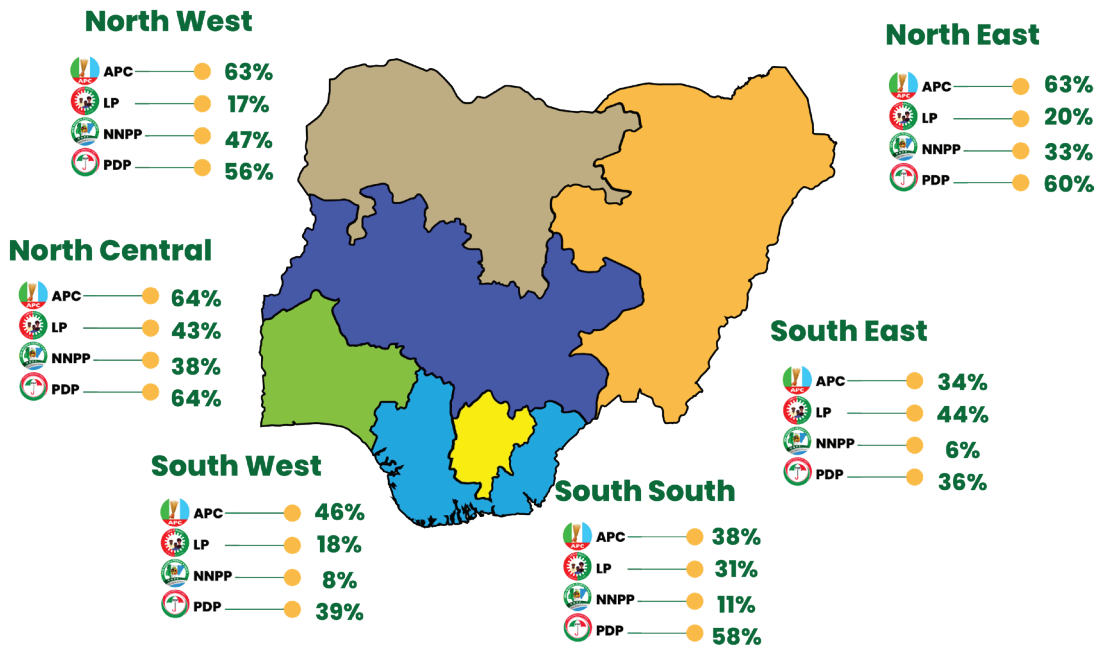 North West
APC 63%
LP 17%
NNPP 47%
PDP 56%
North East
APC 63%
LP 20%
NNPP 33%
PDP 60%
North Central
APC 64%
LP 43%
NNPP 38%
PDP 64%
South East
APC 34%
LP 44%
NNPP 6%
PDP 36%
South West
APC 46%
LP 18%
NNPP 8%
PDP 39%
South South
APC 38%
LP 31%
NNPP 11%
PDP 58%